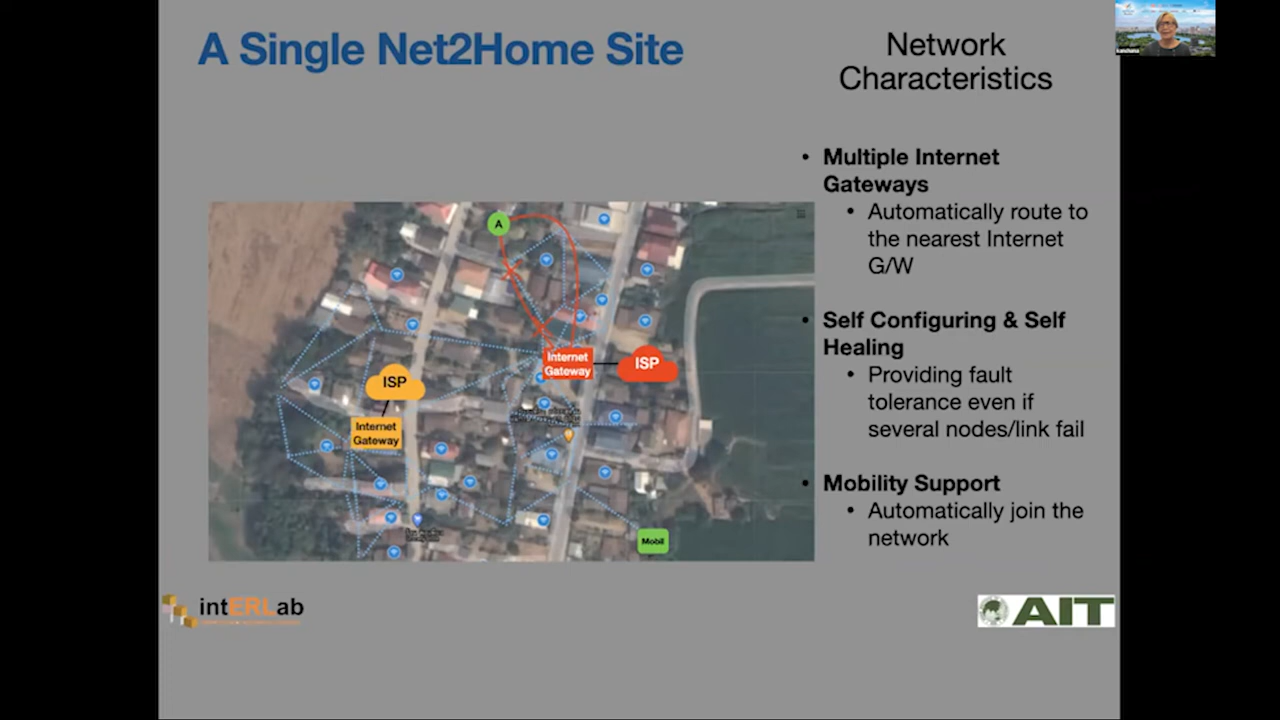 A Single Net2Home Site
Network
Characteristics
• Multiple Internet
Gateways
• Automatically route to
the nearest Internet
G/W
• Self Configuring & Self
Healing
• Providing fault
tolerance even if
several nodes/link fail
• Mobility Support
• Automatically join the
network
A
Internet
Gateway
ISP
ISP
Internet
Gateway
Mobil
intERLab
AIT